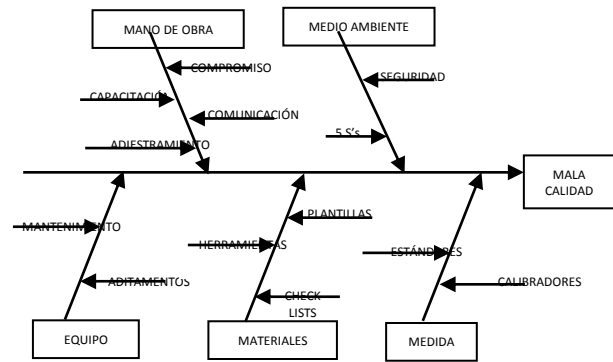 MANO DE OBRA
MEDIO AMBIENTE
COMPROMISO
SEGURIDAD
CAPACITACIÓN
COMUNICACIÓN
5 S's
ADIESTRAMIENTO
MALA
CALIDAD
PLANTILLAS
MANTENIMIENTO
HERRAMIENTAS
ESTÁNDARES
ADITAMENTOS
CALIBRADORES
CHECK
LISTS
EQUIPO
MATERIALES
MEDIDA